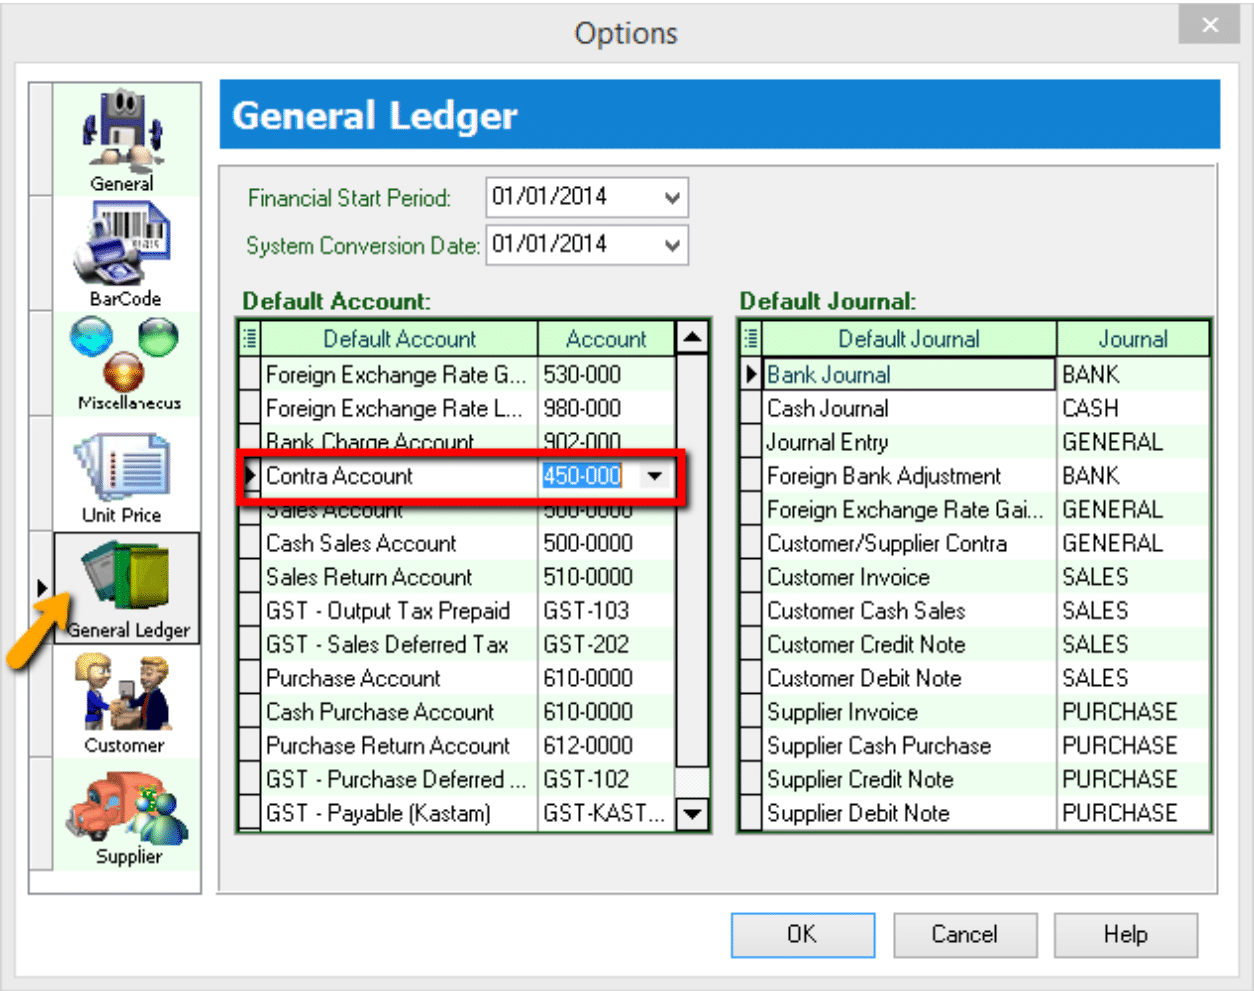 Options
General
BarCode
Miscellaneous
Unit Price
General Ledger
Customer
Supplier
General Ledger
Financial Start Period: 01/01/2014
System Conversion Date: 01/01/2014
Default Account:
Default Account Account
Foreign Exchange Rate G... 530-000
Foreign Exchange Rate L... 980-000
Bank Charge Account 902-000
Contra Account 450-000
Sales Account 500-0000
Cash Sales Account 500-0000
Sales Return Account 510-0000
GST - Output Tax Prepaid GST-103
GST - Sales Deferred Tax GST-202
Purchase Account 610-0000
Cash Purchase Account 610-0000
Purchase Return Account 612-0000
GST - Purchase Deferred ... GST-102
GST - Payable (Kastam) GST-KAST...
Default Journal:
Default Journal Journal
Bank Journal BANK
Cash Journal CASH
Journal Entry GENERAL
Foreign Bank Adjustment BANK
Foreign Exchange Rate Gai... GENERAL
Customer/Supplier Contra GENERAL
Customer Invoice SALES
Customer Cash Sales SALES
Customer Credit Note SALES
Customer Debit Note SALES
Supplier Invoice PURCHASE
Supplier Cash Purchase PURCHASE
Supplier Credit Note PURCHASE
Supplier Debit Note PURCHASE
OK Cancel Help